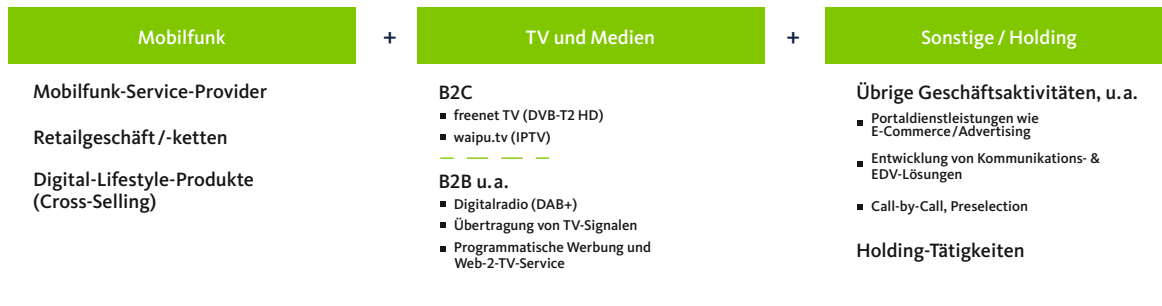 Mobilfunk
+
TV und Medien
+
Sonstige / Holding
Mobilfunk-Service-Provider
Retailgeschäft /-ketten
Digital-Lifestyle-Produkte
(Cross-Selling)
B2C
▪ freenet TV (DVB-T2 HD)
▪ waipu.tv (IPTV)
B2B u. a.
▪ Digitalradio (DAB+)
▪ Übertragung von TV-Signalen
▪ Programmatische Werbung und
Web-2-TV-Service
Übrige Geschäftsaktivitäten, u. a.
▪ Portaldienstleistungen wie
E-Commerce / Advertising
▪ Entwicklung von Kommunikations- &
EDV-Lösungen
▪ Call-by-Call, Preselection
Holding-Tätigkeiten